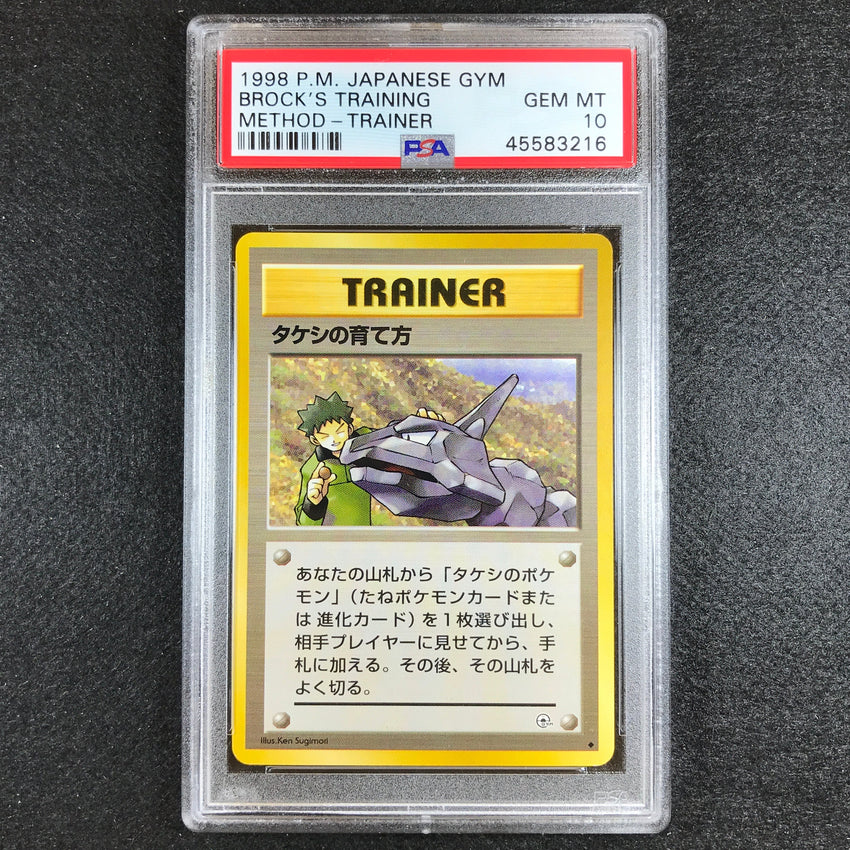 1998 P.M. JAPANESE GYM
BROCK'S TRAINING GEM MT
METHOD – TRAINER 10
PSA 45583216
TRAINER
タケシの育て方
あなたの山札から「タケシのポケ
モン」(たねポケモンカードまた
は 進化カード)を1枚選び出し、
相手プレイヤーに見せてから、手
札に加える。その後、その山札を
よく切る。
Illus.Ken Sugimori